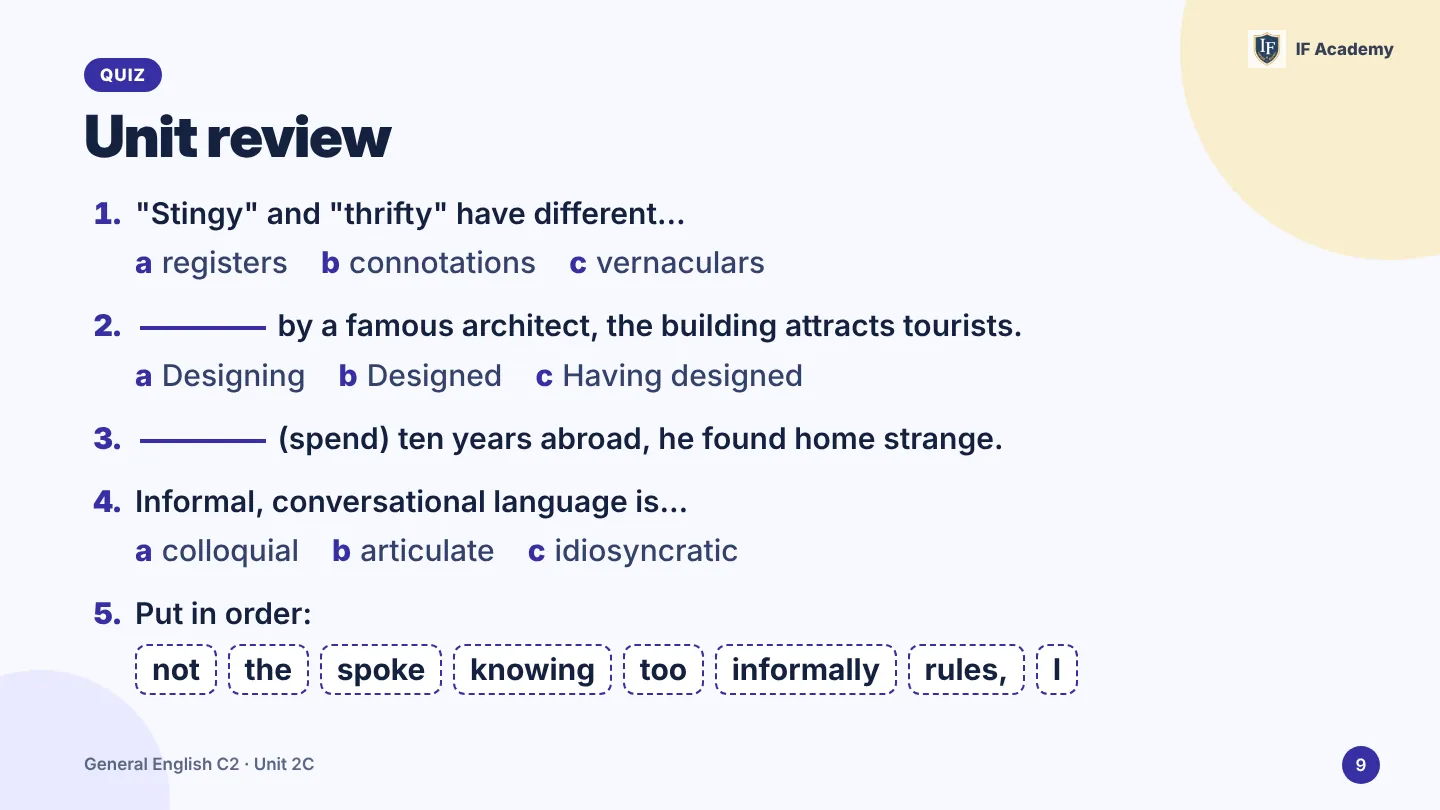 IF
IF Academy
QUIZ
Unit review
1. "Stingy" and "thrifty" have different...
a registers b connotations c vernaculars
2. ________ by a famous architect, the building attracts tourists.
a Designing b Designed c Having designed
3. ________ (spend) ten years abroad, he found home strange.
4. Informal, conversational language is...
a colloquial b articulate c idiosyncratic
5. Put in order:
not the spoke knowing too informally rules, I
General English C2 · Unit 2C
9